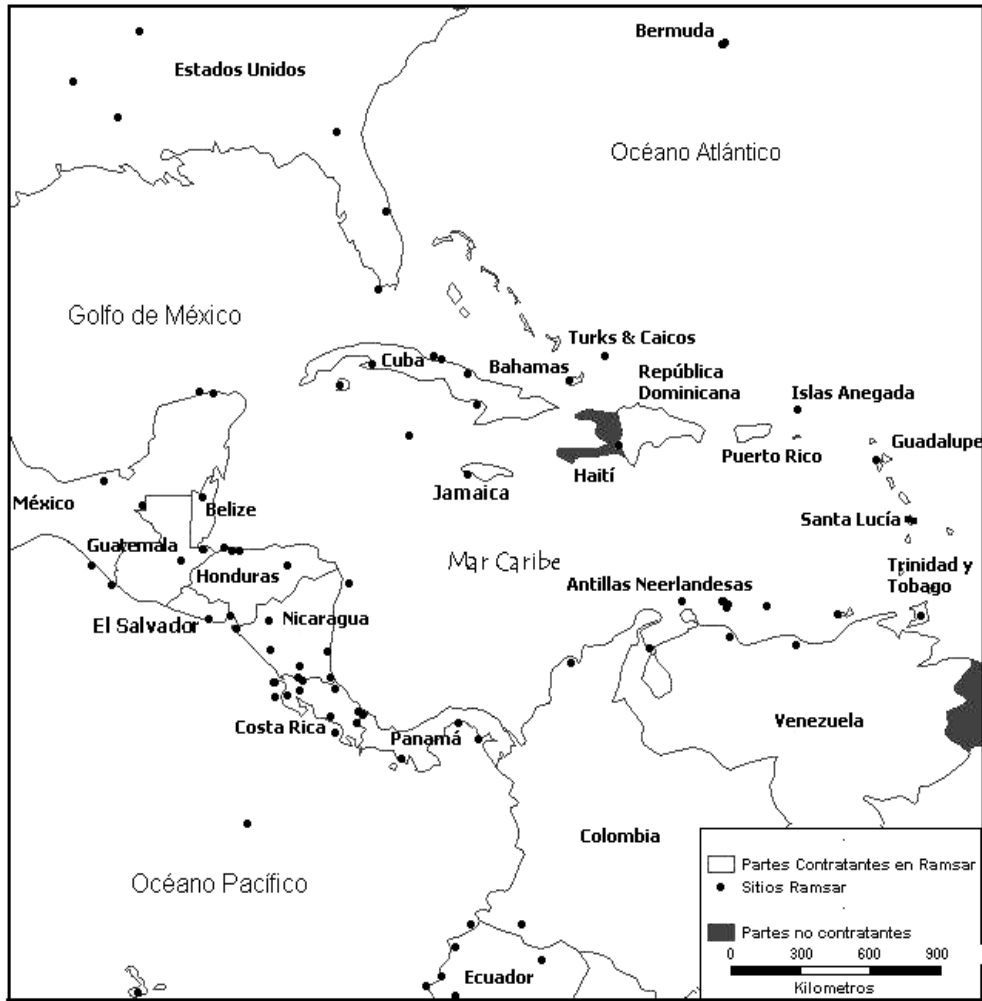 Bermuda
Estados Unidos
Océano Atlántico
Golfo de México
Turks & Caicos
Cuba
Bahamas
República
Dominicana
Islas Anegada
Guadalupe
Puerto Rico
Haití
Jamaica
México
Belize
Santa Lucía
Guatemala
Mar Caribe
Trinidad y
Tobago
Honduras
Antillas Neerlandesas
El Salvador
Nicaragua
Costa Rica
Panamá
Venezuela
Colombia
Océano Pacífico
Ecuador
Partes Contratantes en Ramsar
Sitios Ramsar
Partes no contratantes
0 300 600 900
Kilometros